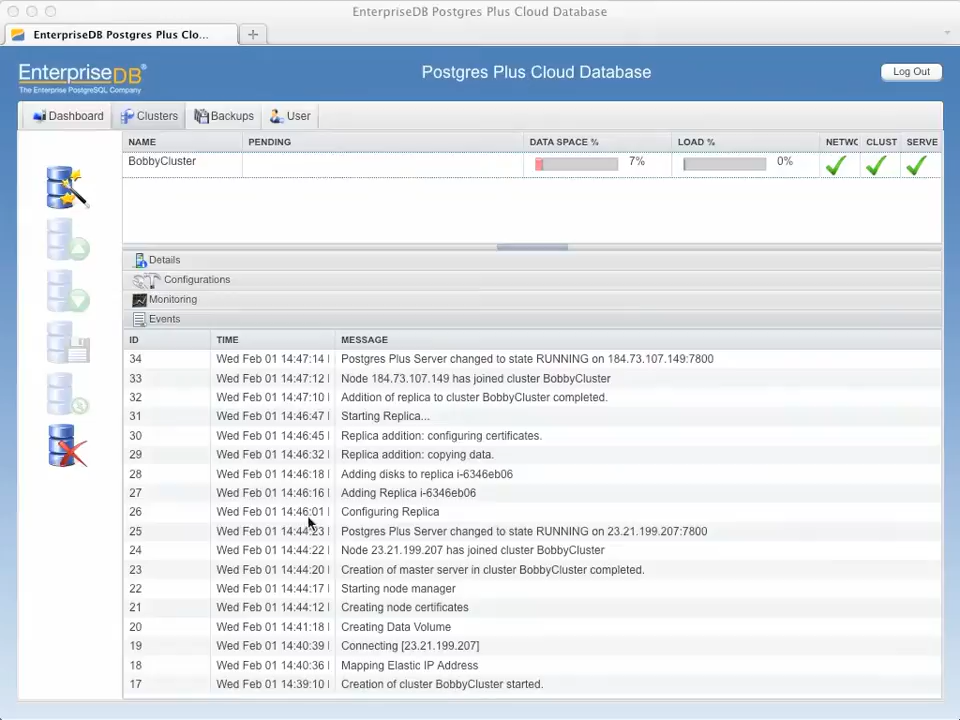 EnterpriseDB Postgres Plus Cloud Database
EnterpriseDB Postgres Plus Clo...
EnterpriseDB®
The Enterprise PostgreSQL Company
Postgres Plus Cloud Database
Log Out
Dashboard Clusters Backups User
NAME PENDING DATA SPACE % LOAD % NETWC CLUST SERVE
BobbyCluster 7% 0%
Details
Configurations
Monitoring
Events
ID TIME MESSAGE
34 Wed Feb 01 14:47:14 Postgres Plus Server changed to state RUNNING on 184.73.107.149:7800
33 Wed Feb 01 14:47:12 Node 184.73.107.149 has joined cluster BobbyCluster
32 Wed Feb 01 14:47:10 Addition of replica to cluster BobbyCluster completed.
31 Wed Feb 01 14:46:47 Starting Replica...
30 Wed Feb 01 14:46:45 Replica addition: configuring certificates.
29 Wed Feb 01 14:46:32 Replica addition: copying data.
28 Wed Feb 01 14:46:18 Adding disks to replica i-6346eb06
27 Wed Feb 01 14:46:16 Adding Replica i-6346eb06
26 Wed Feb 01 14:46:01 Configuring Replica
25 Wed Feb 01 14:44:23 Postgres Plus Server changed to state RUNNING on 23.21.199.207:7800
24 Wed Feb 01 14:44:22 Node 23.21.199.207 has joined cluster BobbyCluster
23 Wed Feb 01 14:44:20 Creation of master server in cluster BobbyCluster completed.
22 Wed Feb 01 14:44:17 Starting node manager
21 Wed Feb 01 14:44:12 Creating node certificates
20 Wed Feb 01 14:41:18 Creating Data Volume
19 Wed Feb 01 14:40:39 Connecting [23.21.199.207]
18 Wed Feb 01 14:40:36 Mapping Elastic IP Address
17 Wed Feb 01 14:39:10 Creation of cluster BobbyCluster started.